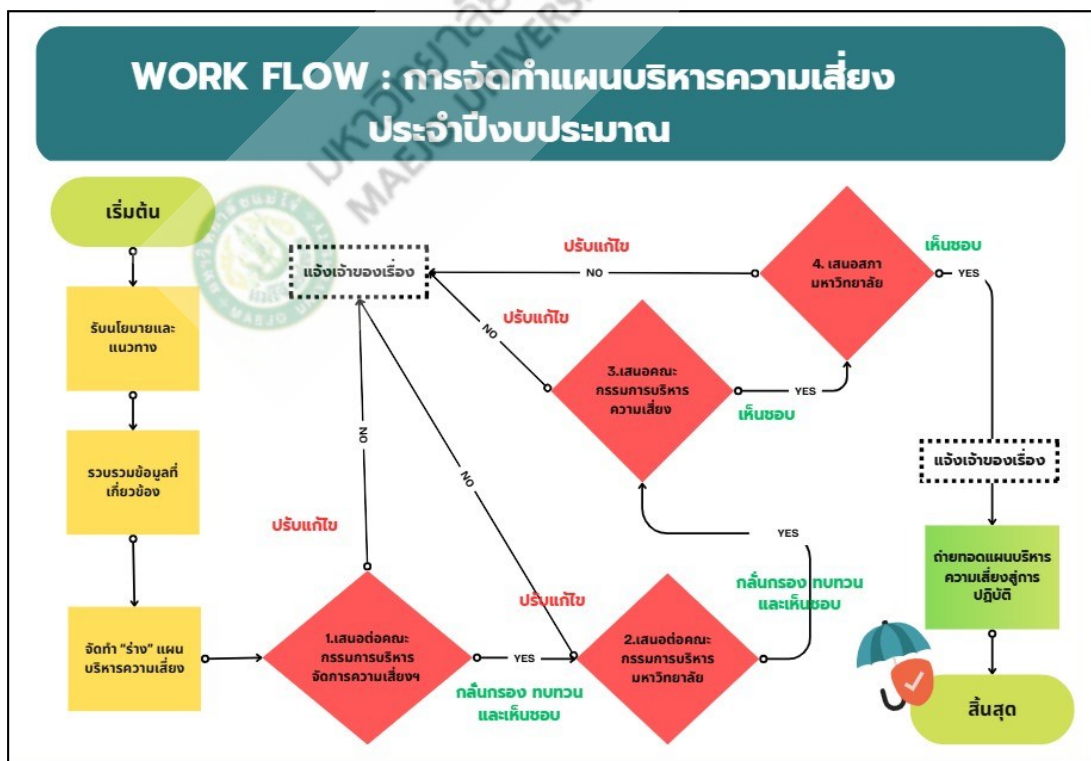 มหาวิทยาลัย
MAEJO UNIVERS
WORK FLOW : การจัดทำแผนบริหารความเสี่ยง
ประจำปีงบประมาณ
เริ่มต้น
รับนโยบายและ
แนวทาง
รวบรวมข้อมูลที่
เกี่ยวข้อง
จัดทำ “ร่าง” แผน
บริหารความเสี่ยง
แจ้งเจ้าของเรื่อง
MAEJO
ปรับแก้ไข
NO
1.เสนอต่อคณะ
กรรมการบริหาร
จัดการความเสี่ยงฯ
YES
กลั่นกรอง ทบทวน
และเห็นชอบ
ปรับแก้ไข
NO
2.เสนอต่อคณะ
กรรมการบริหาร
มหาวิทยาลัย
YES
กลั่นกรอง ทบทวน
และเห็นชอบ
ปรับแก้ไข
NO
3.เสนอคณะ
กรรมการบริหาร
ความเสี่ยง
YES
เห็นชอบ
ปรับแก้ไข
NO
4. เสนอสภา
มหาวิทยาลัย
เห็นชอบ
YES
แจ้งเจ้าของเรื่อง
ถ่ายทอดแผนบริหาร
ความเสี่ยงสู่การ
ปฏิบัติ
สิ้นสุด